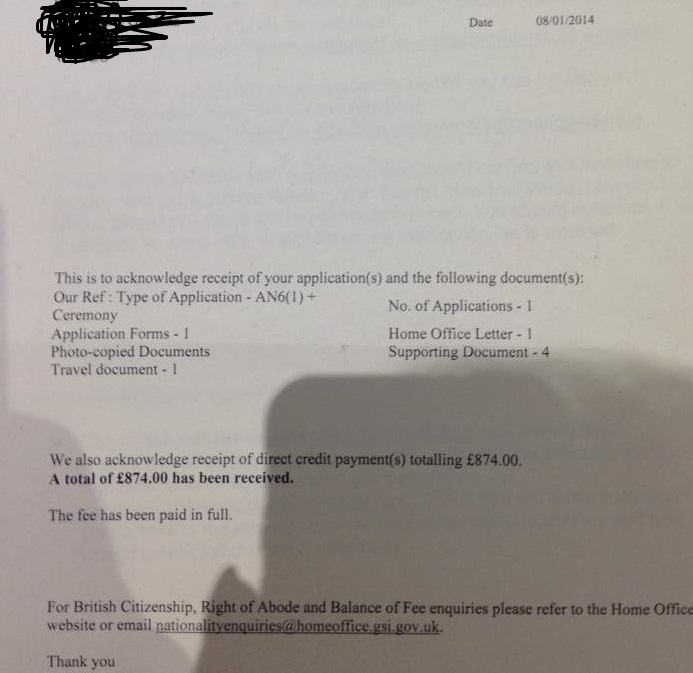 Date 08/01/2014
This is to acknowledge receipt of your application(s) and the following document(s):
Our Ref : Type of Application - AN6(1) +
Ceremony
No. of Applications - 1
Application Forms - 1
Home Office Letter - 1
Photo-copied Documents
Supporting Document - 4
Travel document - 1
We also acknowledge receipt of direct credit payment(s) totalling £874.00.
A total of £874.00 has been received.
The fee has been paid in full.
For British Citizenship, Right of Abode and Balance of Fee enquiries please refer to the Home Office
website or email nationalityenquiries@homeoffice.gsi.gov.uk.
Thank you